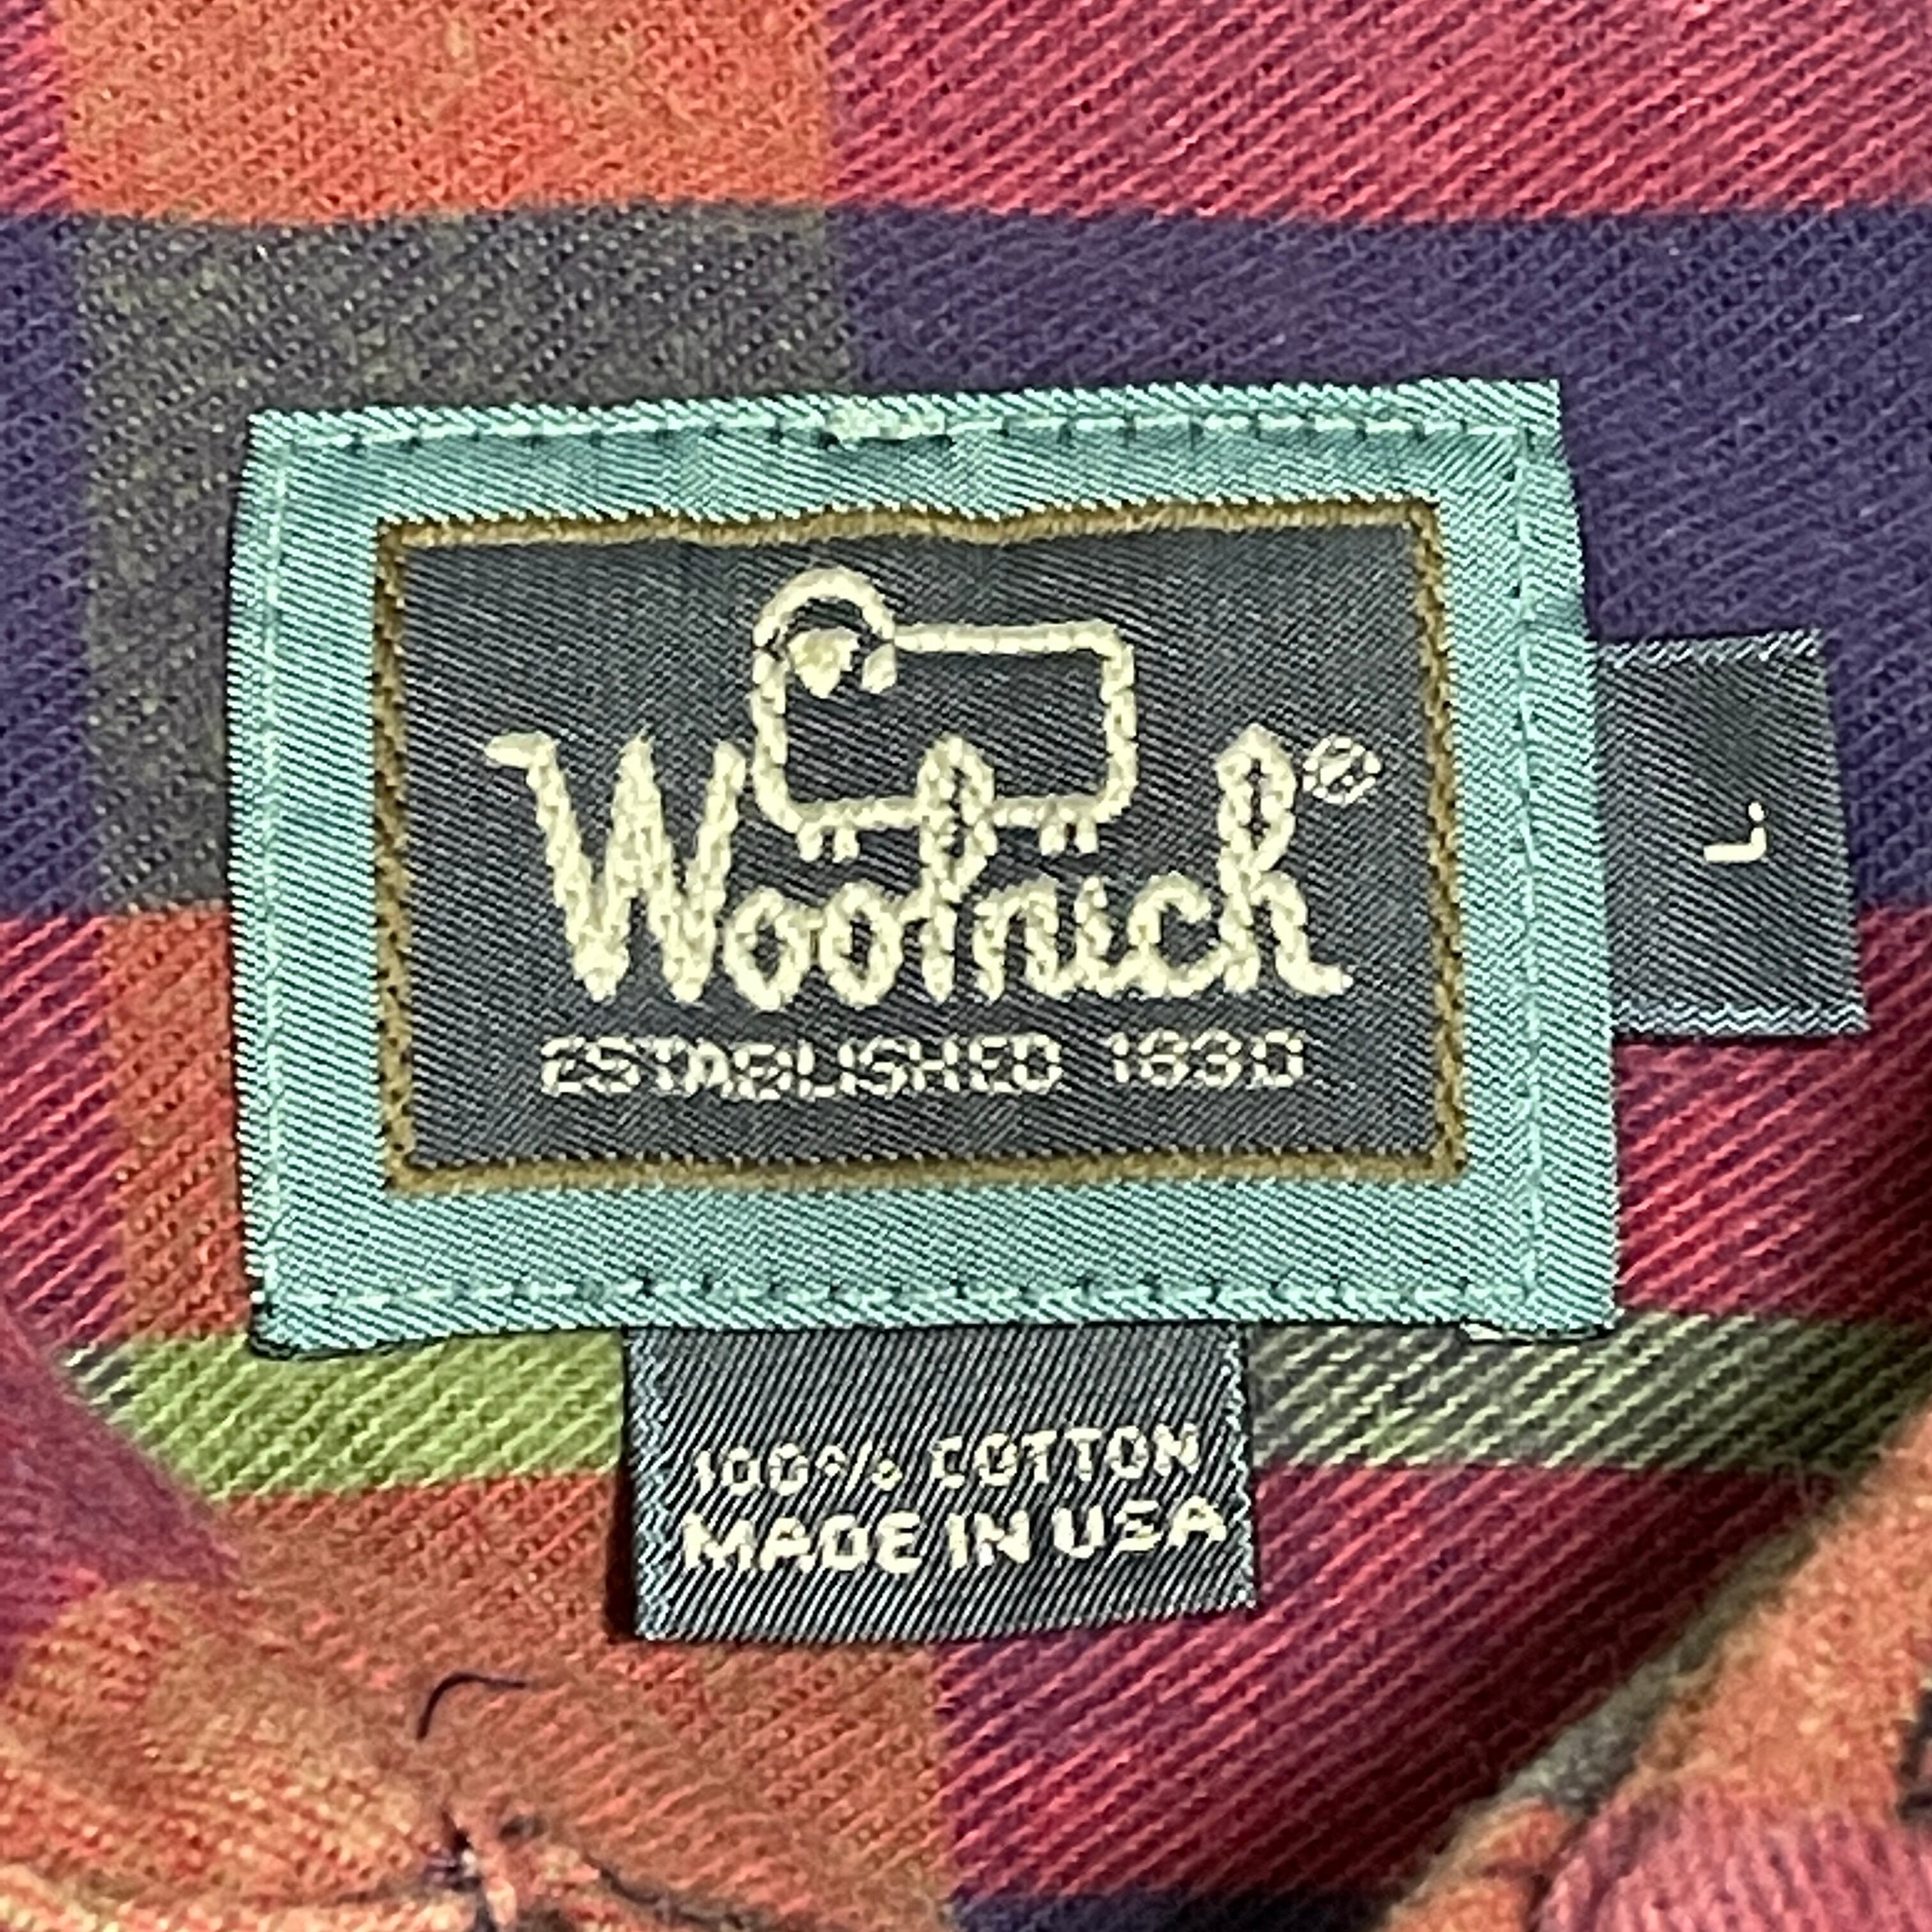 Woolrich®
ESTABLISHED 1830
L
100% COTTON
MADE IN USA